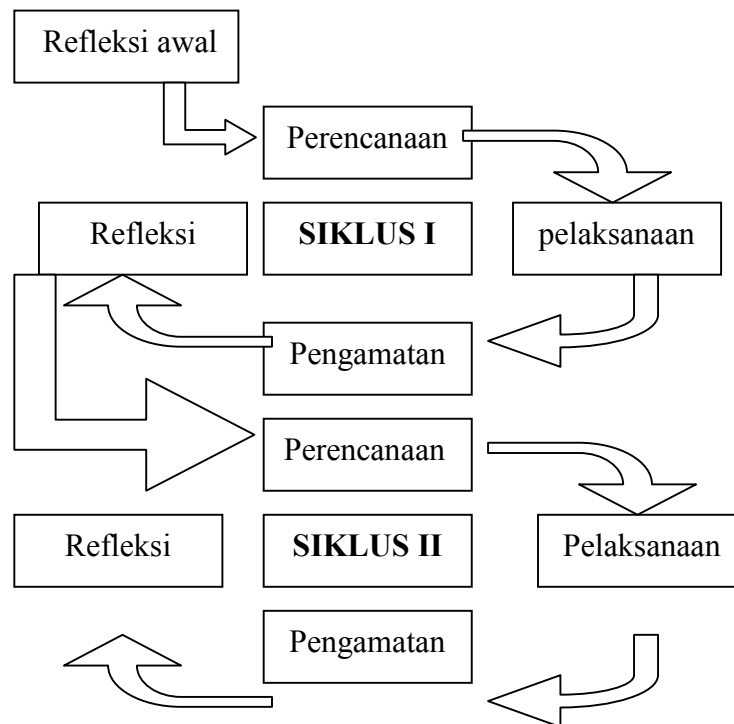 Refleksi awal
Perencanaan
Refleksi
SIKLUS I
pelaksanaan
Pengamatan
Perencanaan
Refleksi
SIKLUS II
Pelaksanaan
Pengamatan